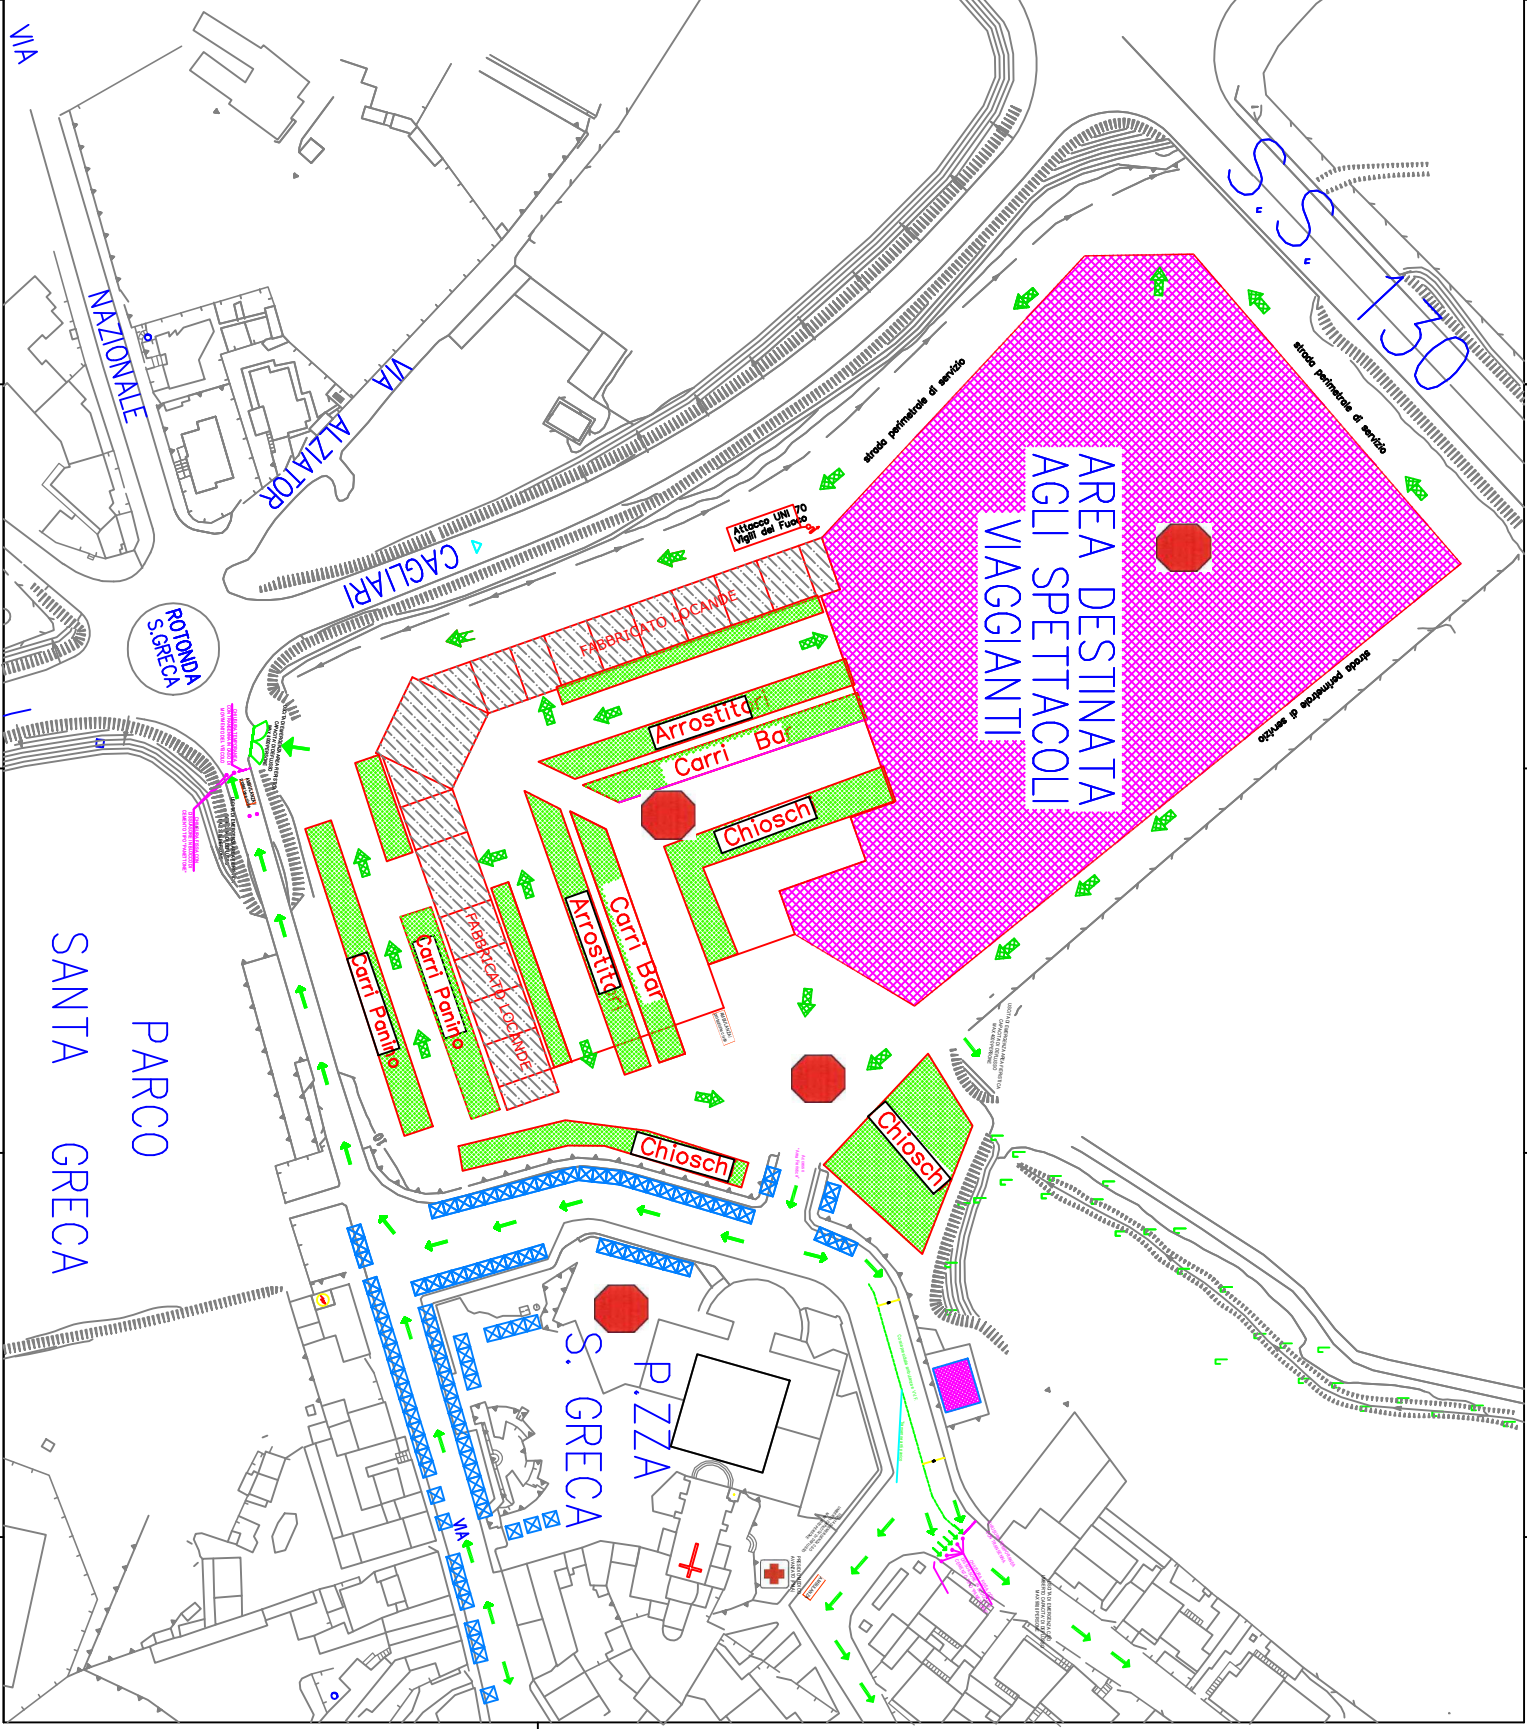 VIA
NAZIONALE
VIA
ALZIATOR
CAGLIARI
ROTONDA
S.GRECA
S.S. 130
strada perimetrale di servizio
strada perimetrale di servizio
strada perimetrale di servizio
AREA DESTINATA
AGLI SPETTACOLI
VIAGGIANTI
Attacco UNI 70
Vigili del Fuoco
FABBRICATO LOCANDE
Arrostitori
Carri Bar
Chiosch
Arrostitori
Carri Bar
FABBRICATO LOCANDE
Carri Panino
Carri Panino
Chiosch
Chiosch
PARCO
SANTA GRECA
P.ZZA
S. GRECA
VIA